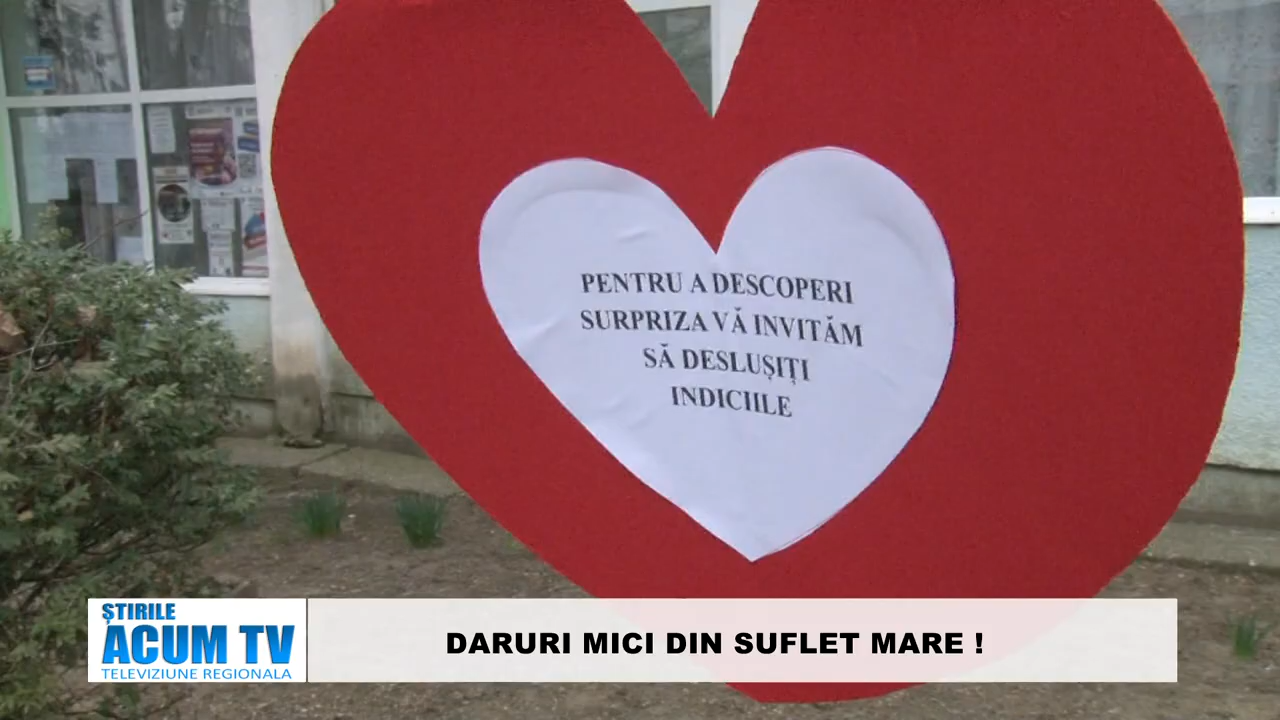 PENTRU A DESCOPERI
SURPRIZA VĂ INVITĂM
SĂ DESLUȘIȚI
INDICIILE
ȘTIRILE
ACUM TV
TELEVIZIUNE REGIONALA
DARURI MICI DIN SUFLET MARE !